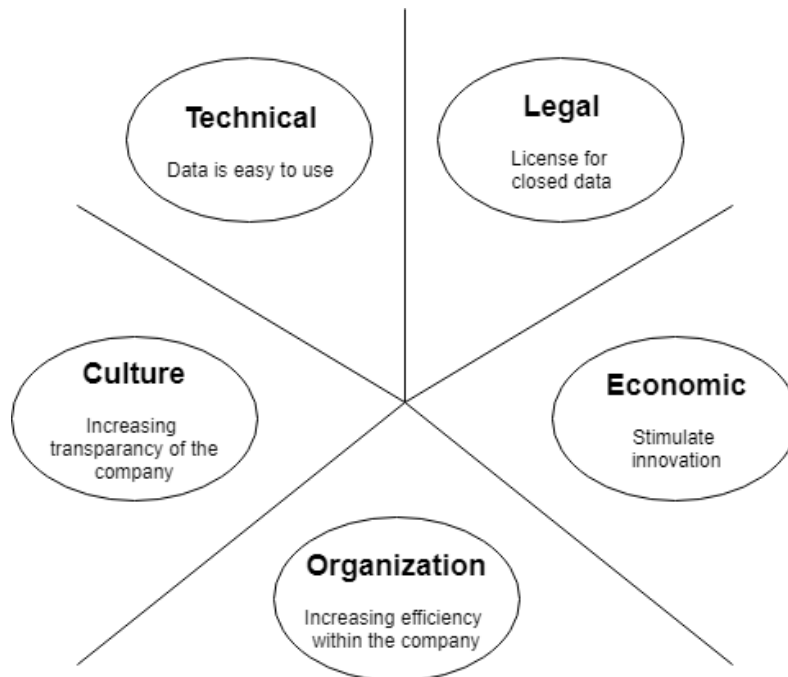 Technical
Data is easy to use
Legal
License for
closed data
Culture
Increasing
transparancy of the
company
Economic
Stimulate
innovation
Organization
Increasing efficiency
within the company